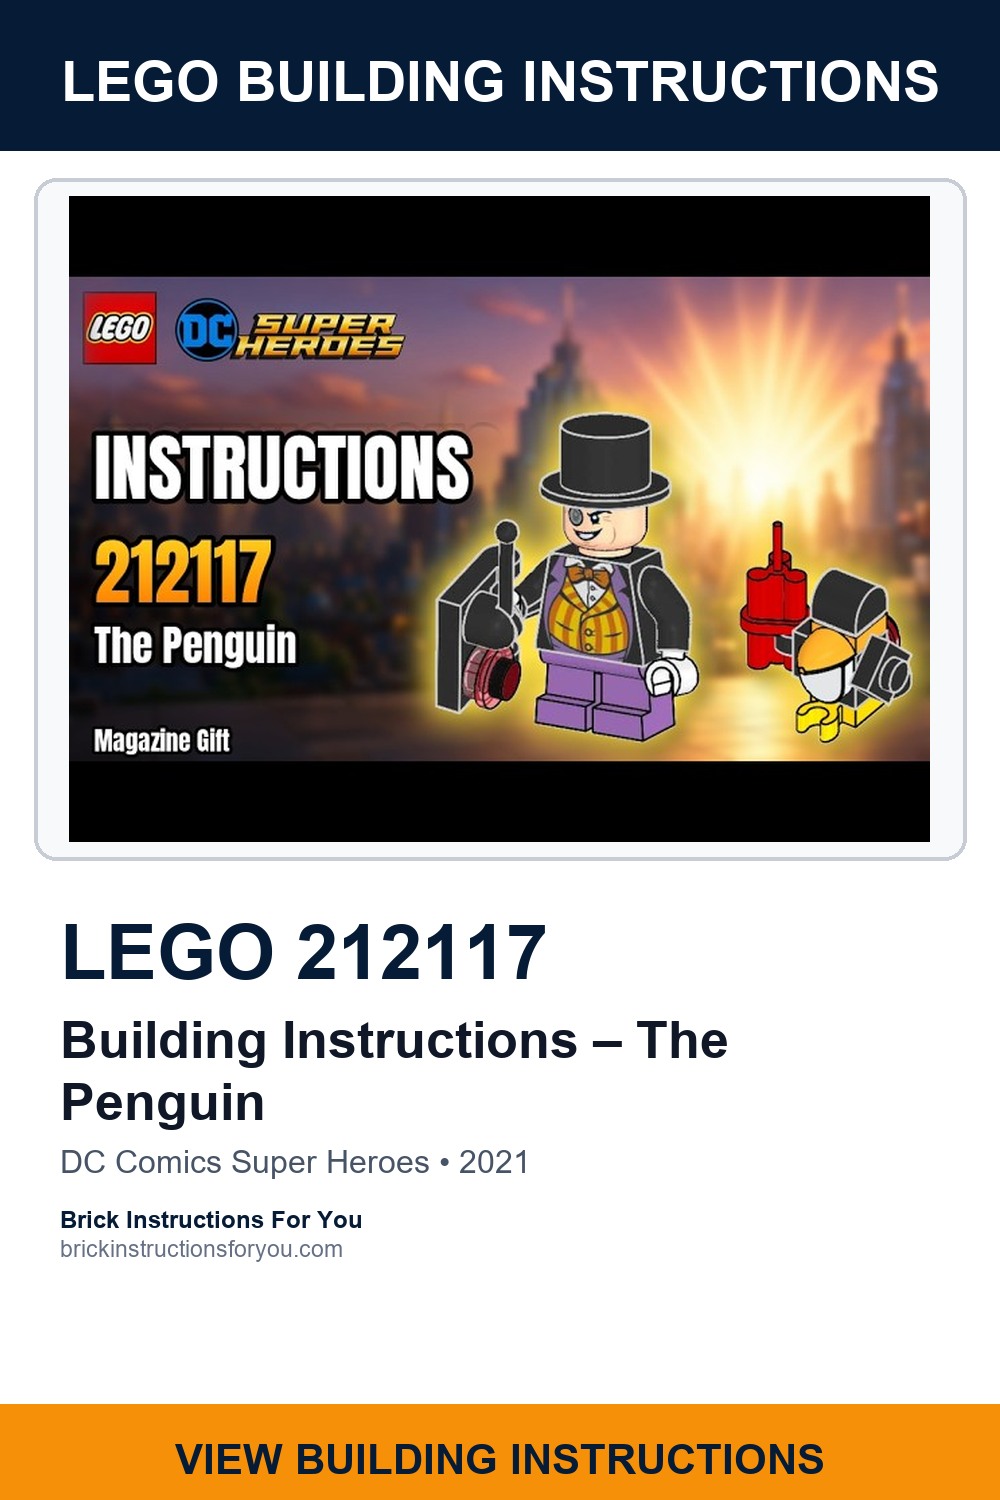 LEGO BUILDING INSTRUCTIONS
LEGO DC SUPER HEROES
INSTRUCTIONS
212117
The Penguin
Magazine Gift
LEGO 212117
Building Instructions – The
Penguin
DC Comics Super Heroes • 2021
Brick Instructions For You
brickinstructionsforyou.com
VIEW BUILDING INSTRUCTIONS